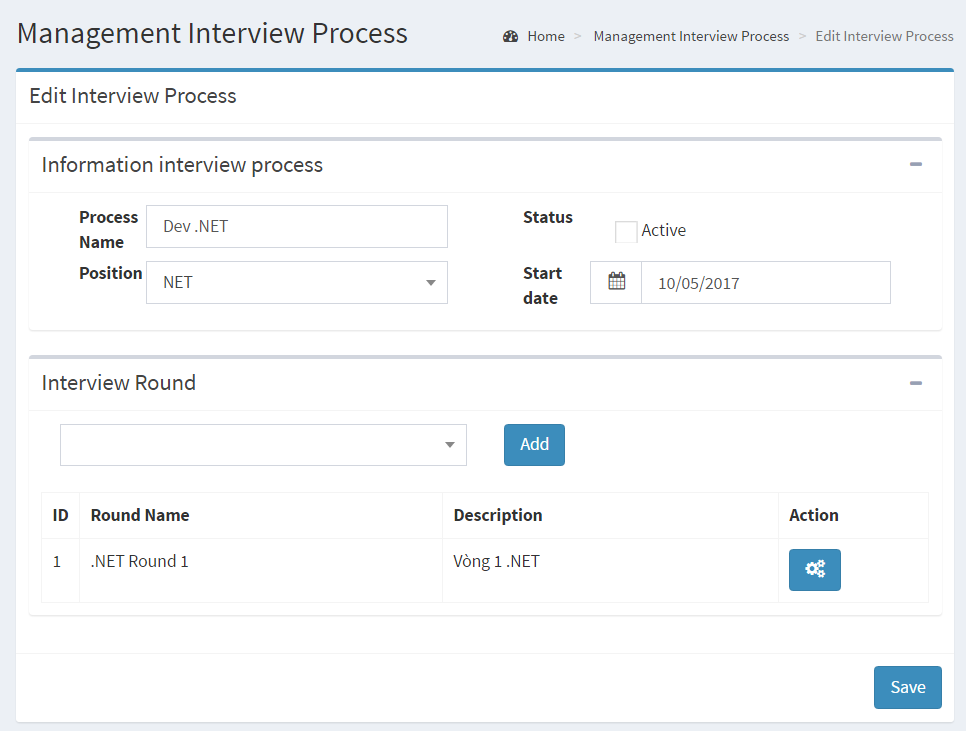 Management Interview Process
Home > Management Interview Process > Edit Interview Process
Edit Interview Process
Information interview process
Process Name
Dev .NET
Status
Active
Position
NET
Start date
10/05/2017
Interview Round
Add
ID Round Name Description Action
1 .NET Round 1 Vòng 1 .NET
Save